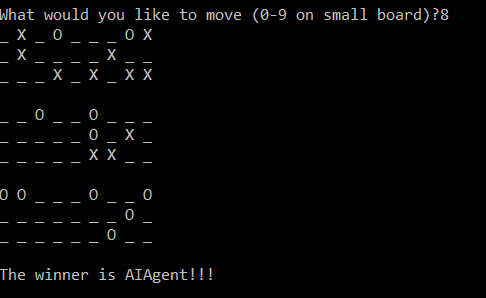 What would you like to move (0-9 on small board)?8
_ X _ O _ _ _ O X
_ X _ _ _ _ X _ _
_ _ _ X _ X _ X X
_ _ O _ _ O _ _ _
_ _ _ _ _ O _ X _
_ _ _ _ _ X X _ _
O O _ _ _ O _ _ O
_ _ _ _ _ _ _ O _
_ _ _ _ _ _ O _ _
The winner is AIAgent!!!